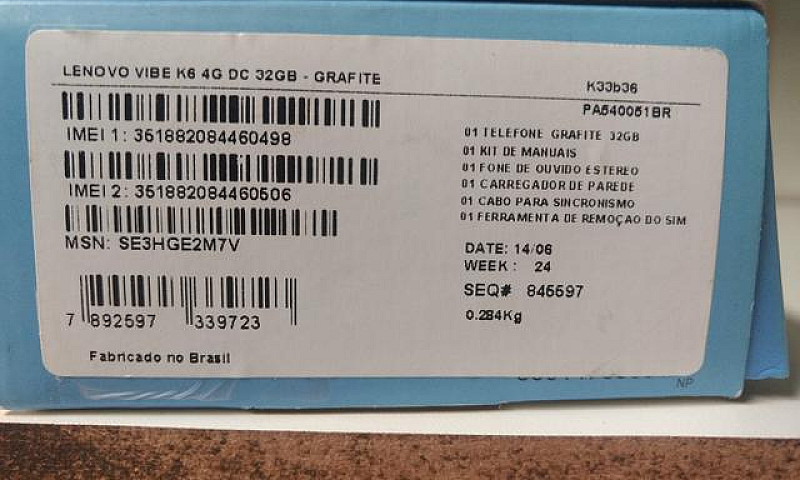 LENOVO VIBE K6 4G DC 32GB - GRAFITE
K33b36
PA540051BR
IMEI 1: 351882084460498
IMEI 2: 351882084460506
MSN: SE3HGE2M7V
7 892597 339723
Fabricado no Brasil
01 TELEFONE GRAFITE 32GB
01 KIT DE MANUAIS
01 FONE DE OUVIDO ESTEREO
01 CARREGADOR DE PAREDE
01 CABO PARA SINCRONISMO
01 FERRAMENTA DE REMOÇAO DO SIM
DATE: 14/06
WEEK : 24
SEQ# 845597
0.284Kg
NP